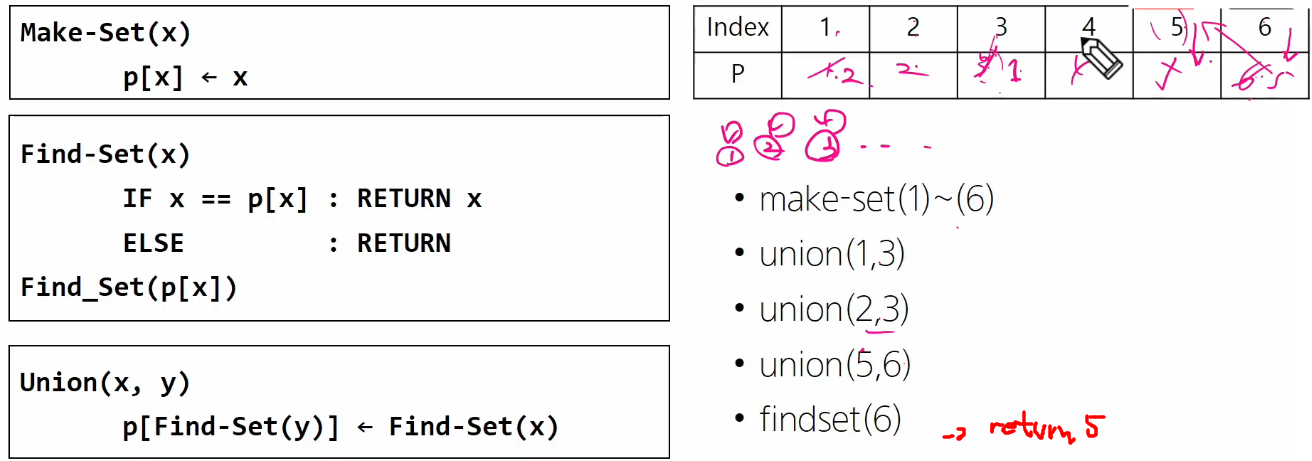 Make-Set(x)
p[x] ← x
Find-Set(x)
IF x == p[x] : RETURN x
ELSE : RETURN
Find_Set(p[x])
Union(x, y)
p[Find-Set(y)] ← Find-Set(x)
Index 1 2 3 4 5 6
P 1 2 2 3 1 6 5
1 2 3
• make-set(1)~(6)
• union(1,3)
• union(2,3)
• union(5,6)
• findset(6) → return 5